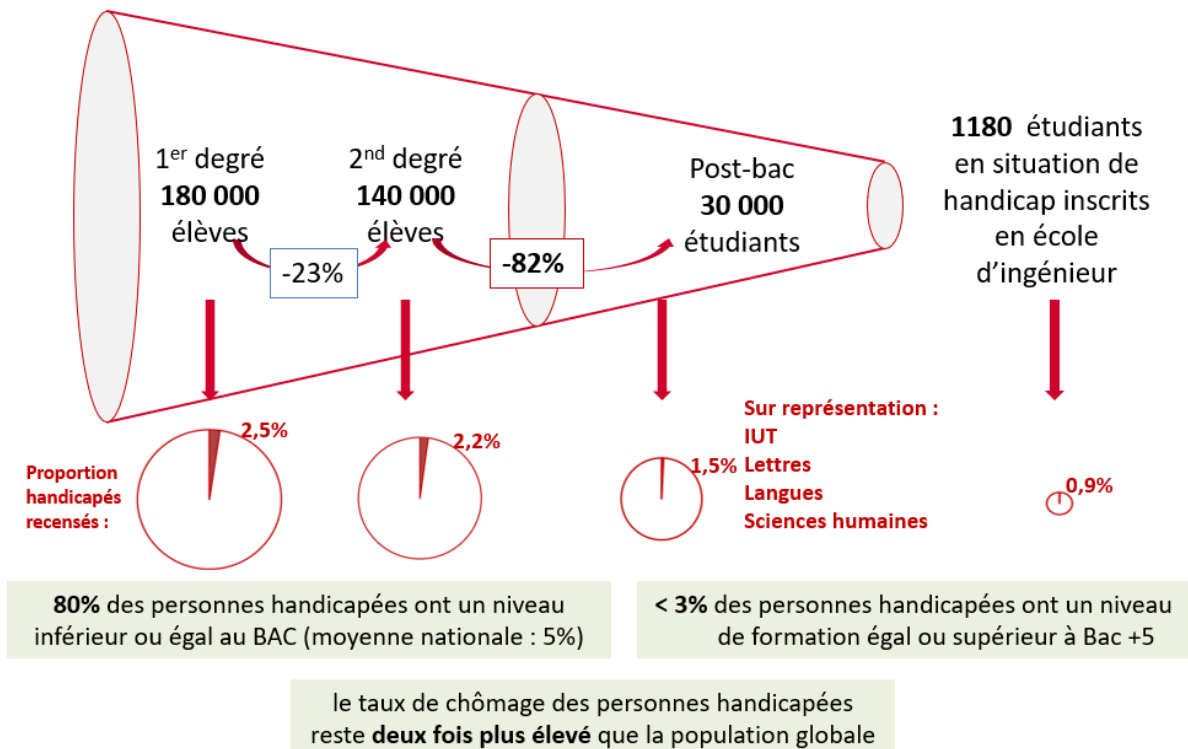 1er degré
180 000
élèves
-23%
2nd degré
140 000
élèves
-82%
Post-bac
30 000
étudiants
1180 étudiants
en situation de
handicap inscrits
en école
d’ingénieur
Proportion
handicapés
recensés :
2,5%
2,2%
1,5%
Sur représentation :
IUT
Lettres
Langues
Sciences humaines
0,9%
80% des personnes handicapées ont un niveau
inférieur ou égal au BAC (moyenne nationale : 5%)
< 3% des personnes handicapées ont un niveau
de formation égal ou supérieur à Bac +5
le taux de chômage des personnes handicapées
reste deux fois plus élevé que la population globale